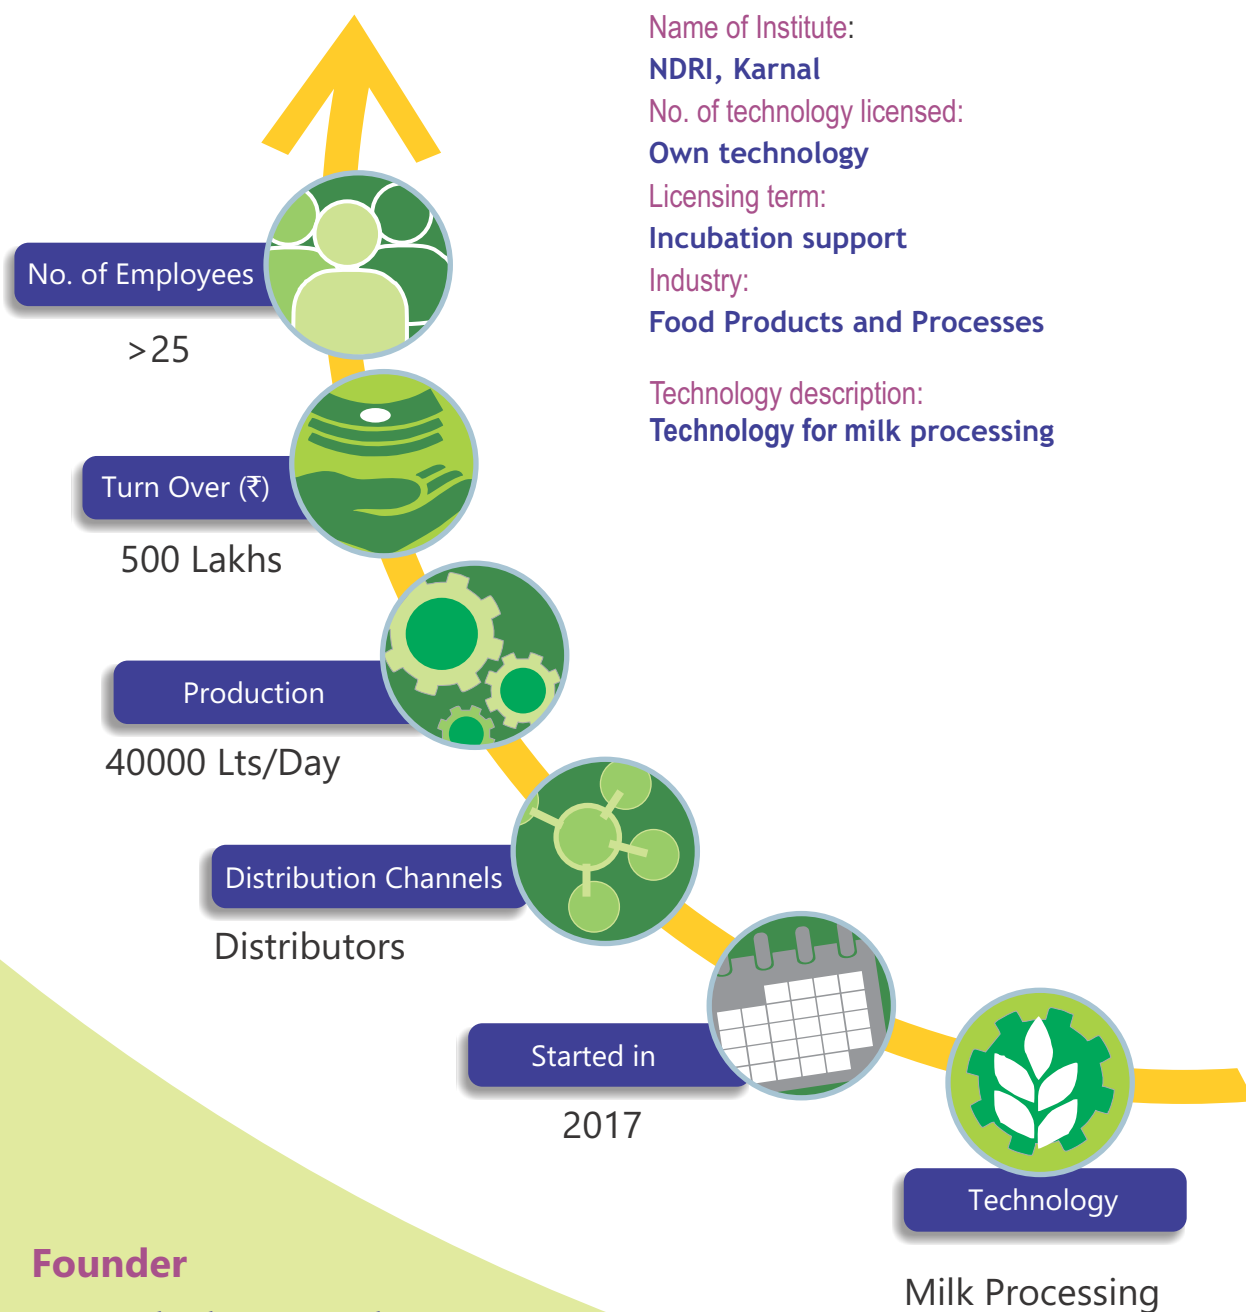 Name of Institute:
NDRI, Karnal
No. of technology licensed:
Own technology
Licensing term:
Incubation support
Industry:
Food Products and Processes
Technology description:
Technology for milk processing
No. of Employees
>25
Turn Over (₹)
500 Lakhs
Production
40000 Lts/Day
Distribution Channels
Distributors
Started in
2017
Technology
Milk Processing
Founder